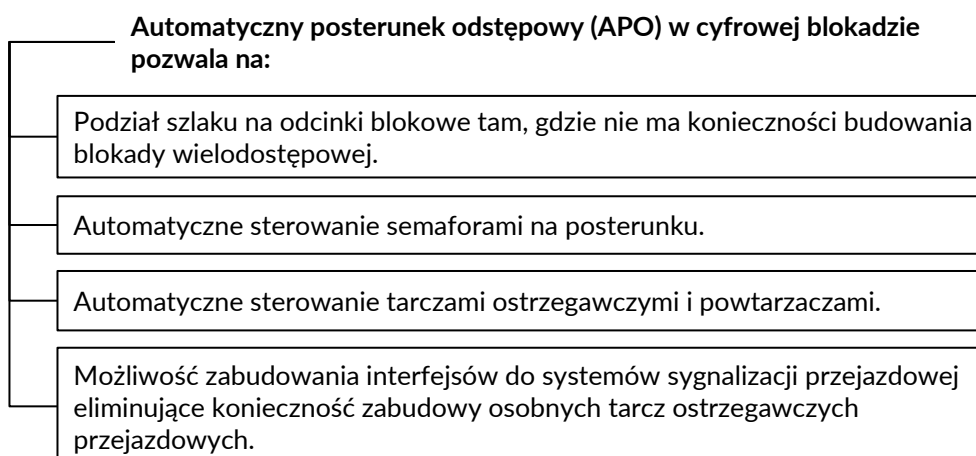 Automatyczny posterunek odstępowy (APO) w cyfrowej blokadzie
pozwala na:
Podział szlaku na odcinki blokowe tam, gdzie nie ma konieczności budowania
blokady wielodostępowej.
Automatyczne sterowanie semaforami na posterunku.
Automatyczne sterowanie tarczami ostrzegawczymi i powtarzaczami.
Możliwość zabudowania interfejsów do systemów sygnalizacji przejazdowej
eliminujące konieczność zabudowy osobnych tarcz ostrzegawczych
przejazdowych.